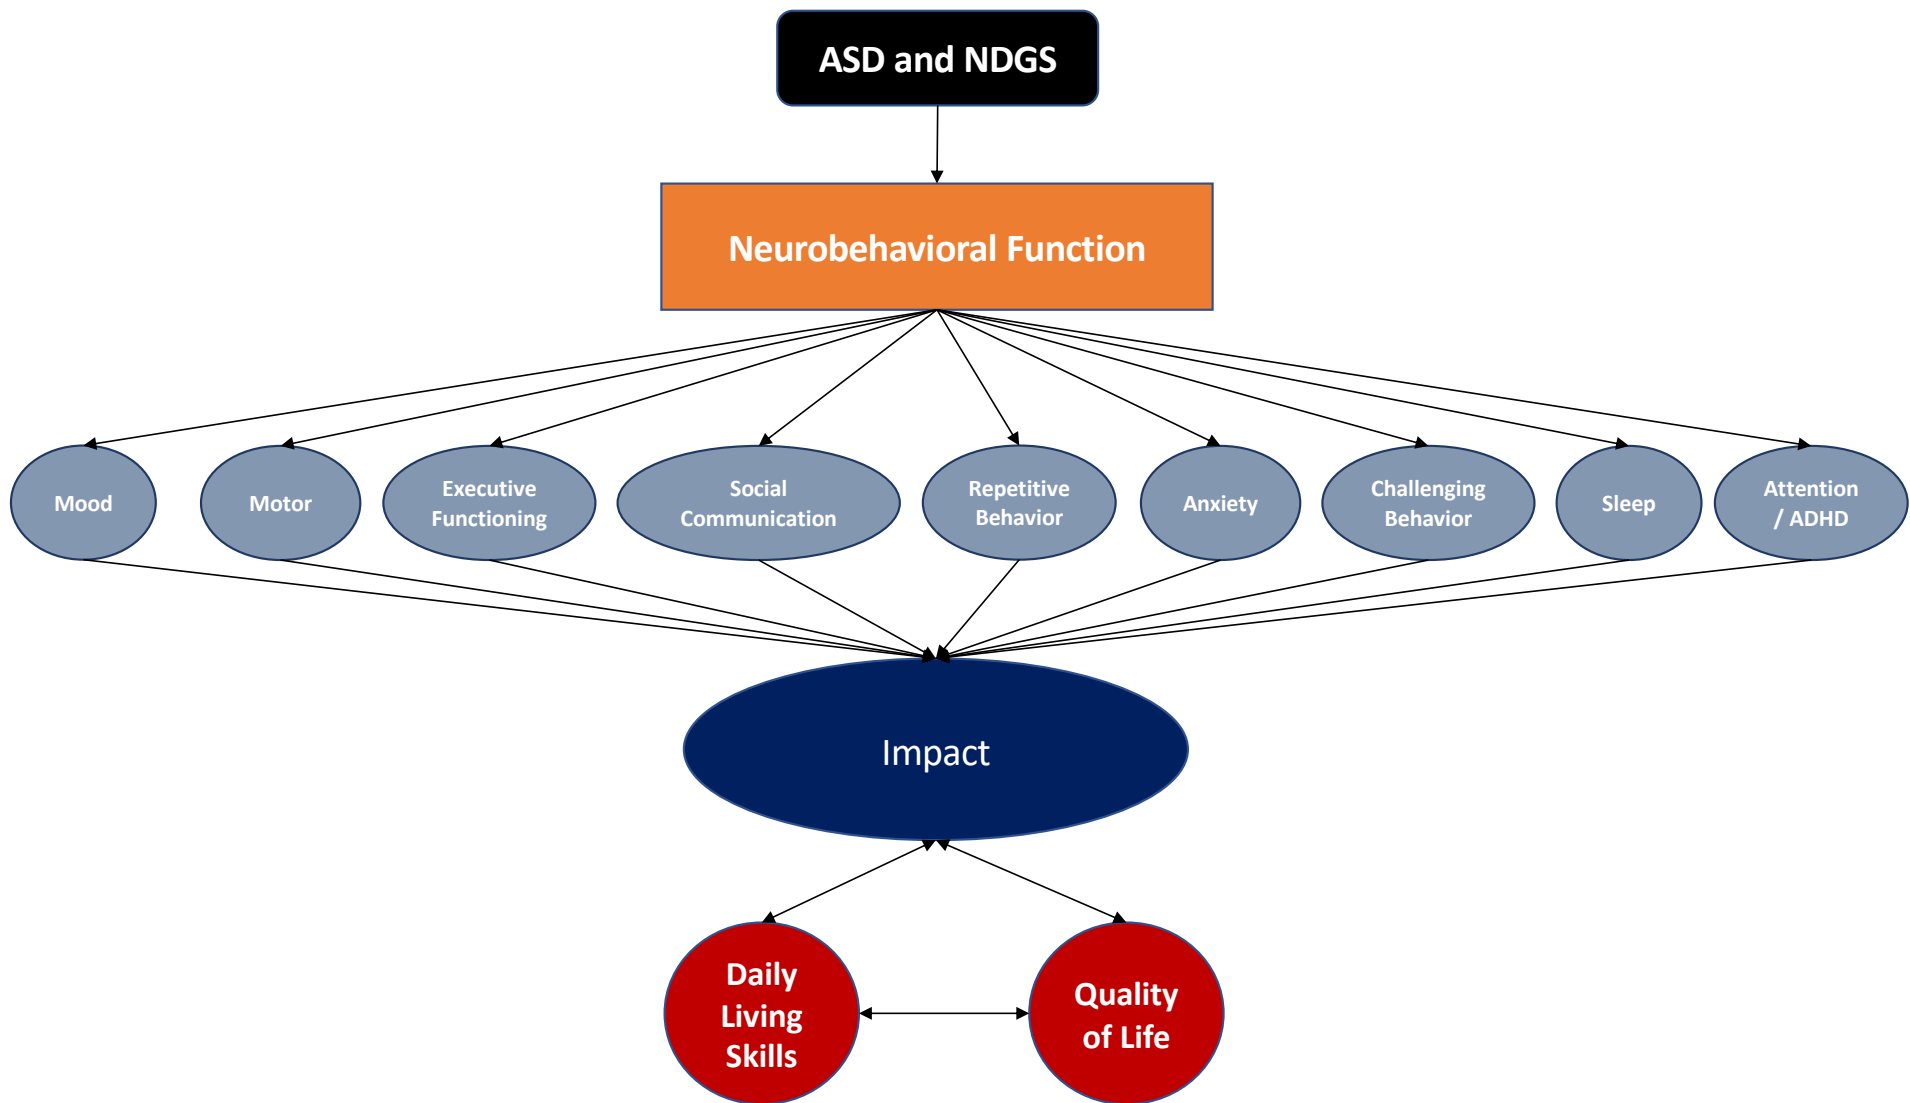 ASD and NDGS
Neurobehavioral Function
Mood
Motor
Executive
Functioning
Social
Communication
Repetitive
Behavior
Anxiety
Challenging
Behavior
Sleep
Attention
/ ADHD
Impact
Daily
Living
Skills
Quality
of Life